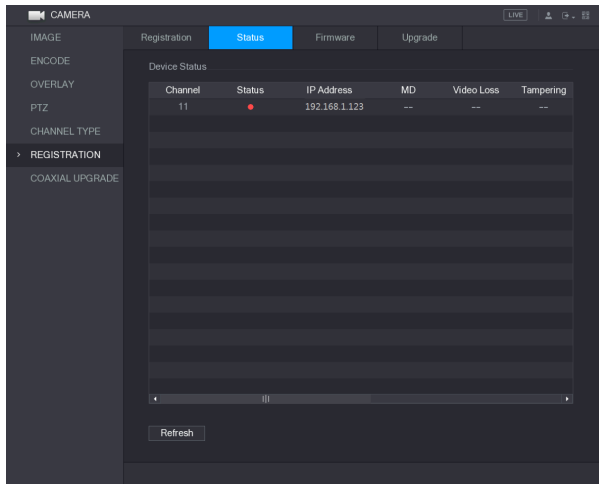 CAMERA
LIVE
IMAGE
ENCODE
OVERLAY
PTZ
CHANNEL TYPE
> REGISTRATION
COAXIAL UPGRADE
Registration Status Firmware Upgrade
Device Status
Channel Status IP Address MD Video Loss Tampering
11 192.168.1.123 -- -- --
Refresh